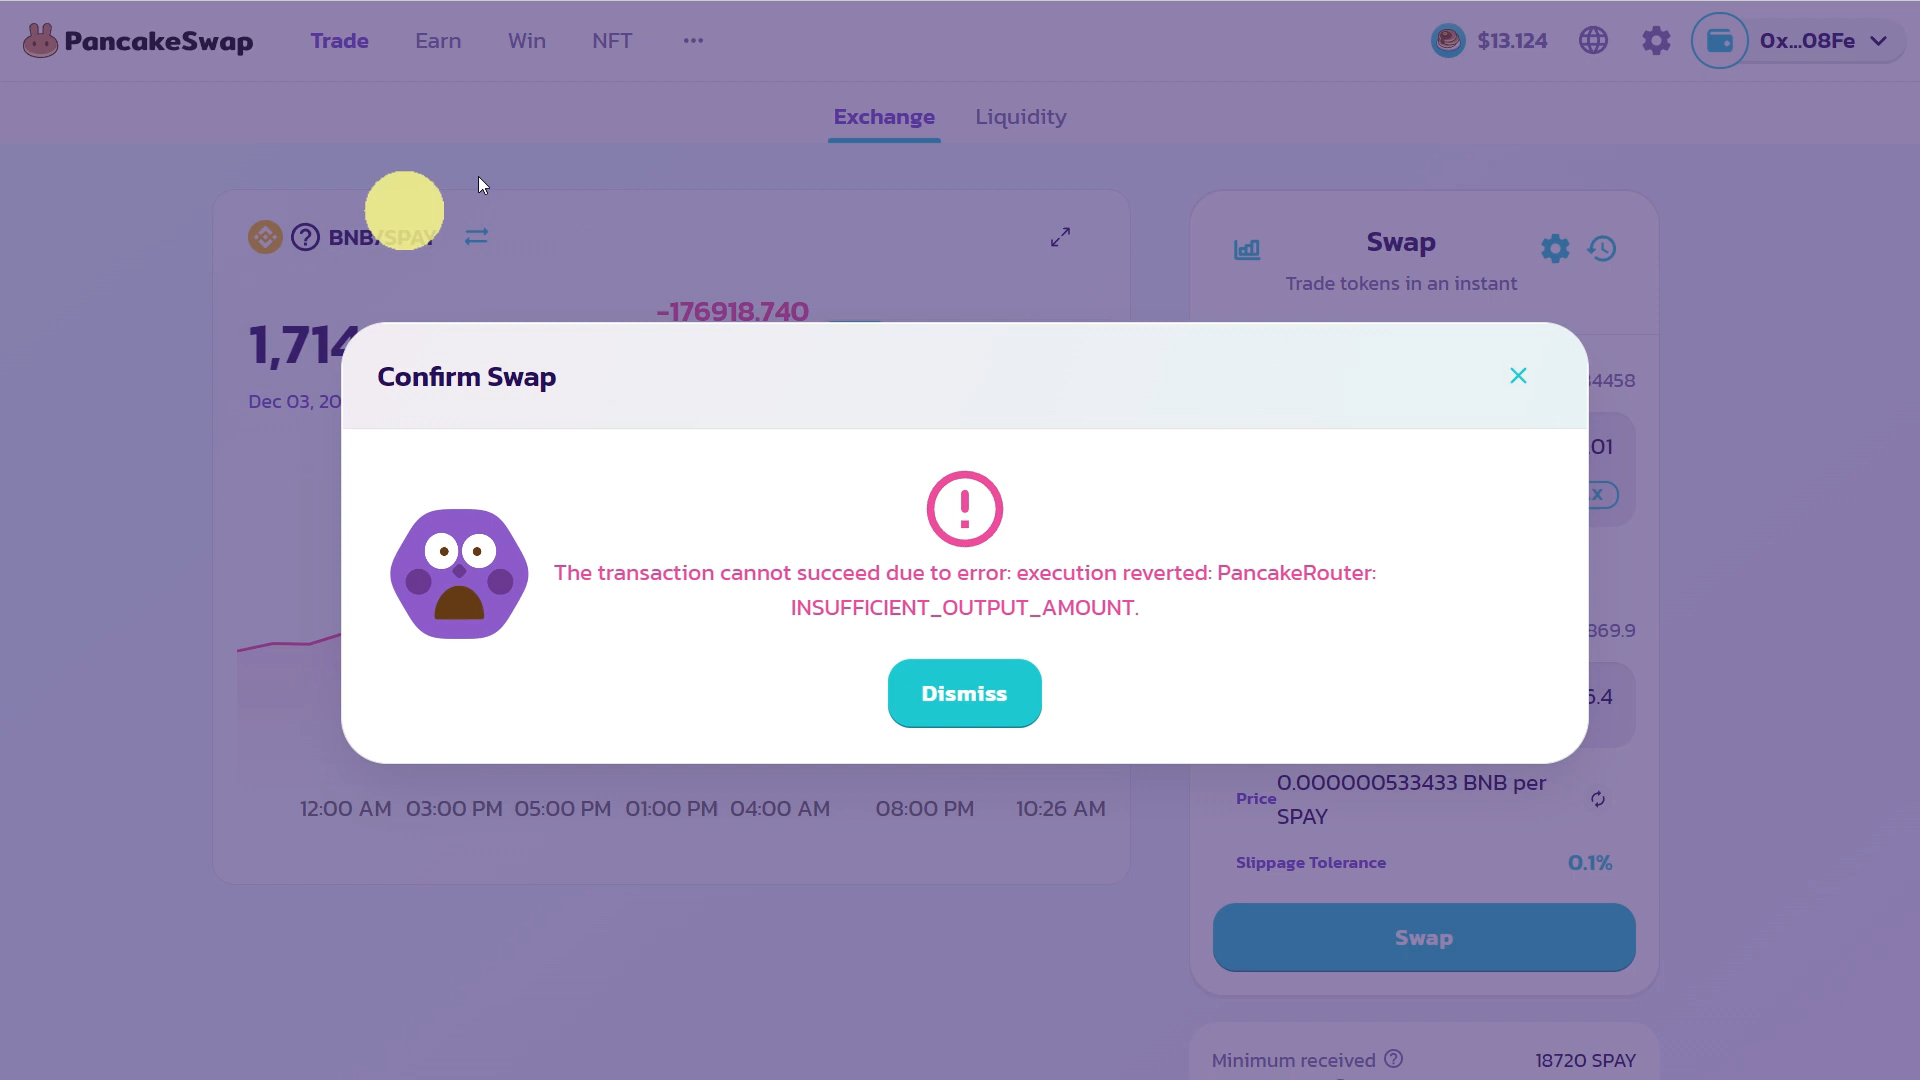 PancakeSwap
Trade
Earn
Win
NFT
$13.124
0x...08Fe
Exchange
Liquidity
BNB/SPAY
Swap
Trade tokens in an instant
-176918.740
1,714
Dec 03, 20
Confirm Swap
34458
.01
X
The transaction cannot succeed due to error: execution reverted: PancakeRouter:
INSUFFICIENT_OUTPUT_AMOUNT.
869.9
6.4
Dismiss
12:00 AM 03:00 PM 05:00 PM 01:00 PM 04:00 AM 08:00 PM 10:26 AM
Price
0.000000533433 BNB per
SPAY
Slippage Tolerance
0.1%
Swap
Minimum received
18720 SPAY